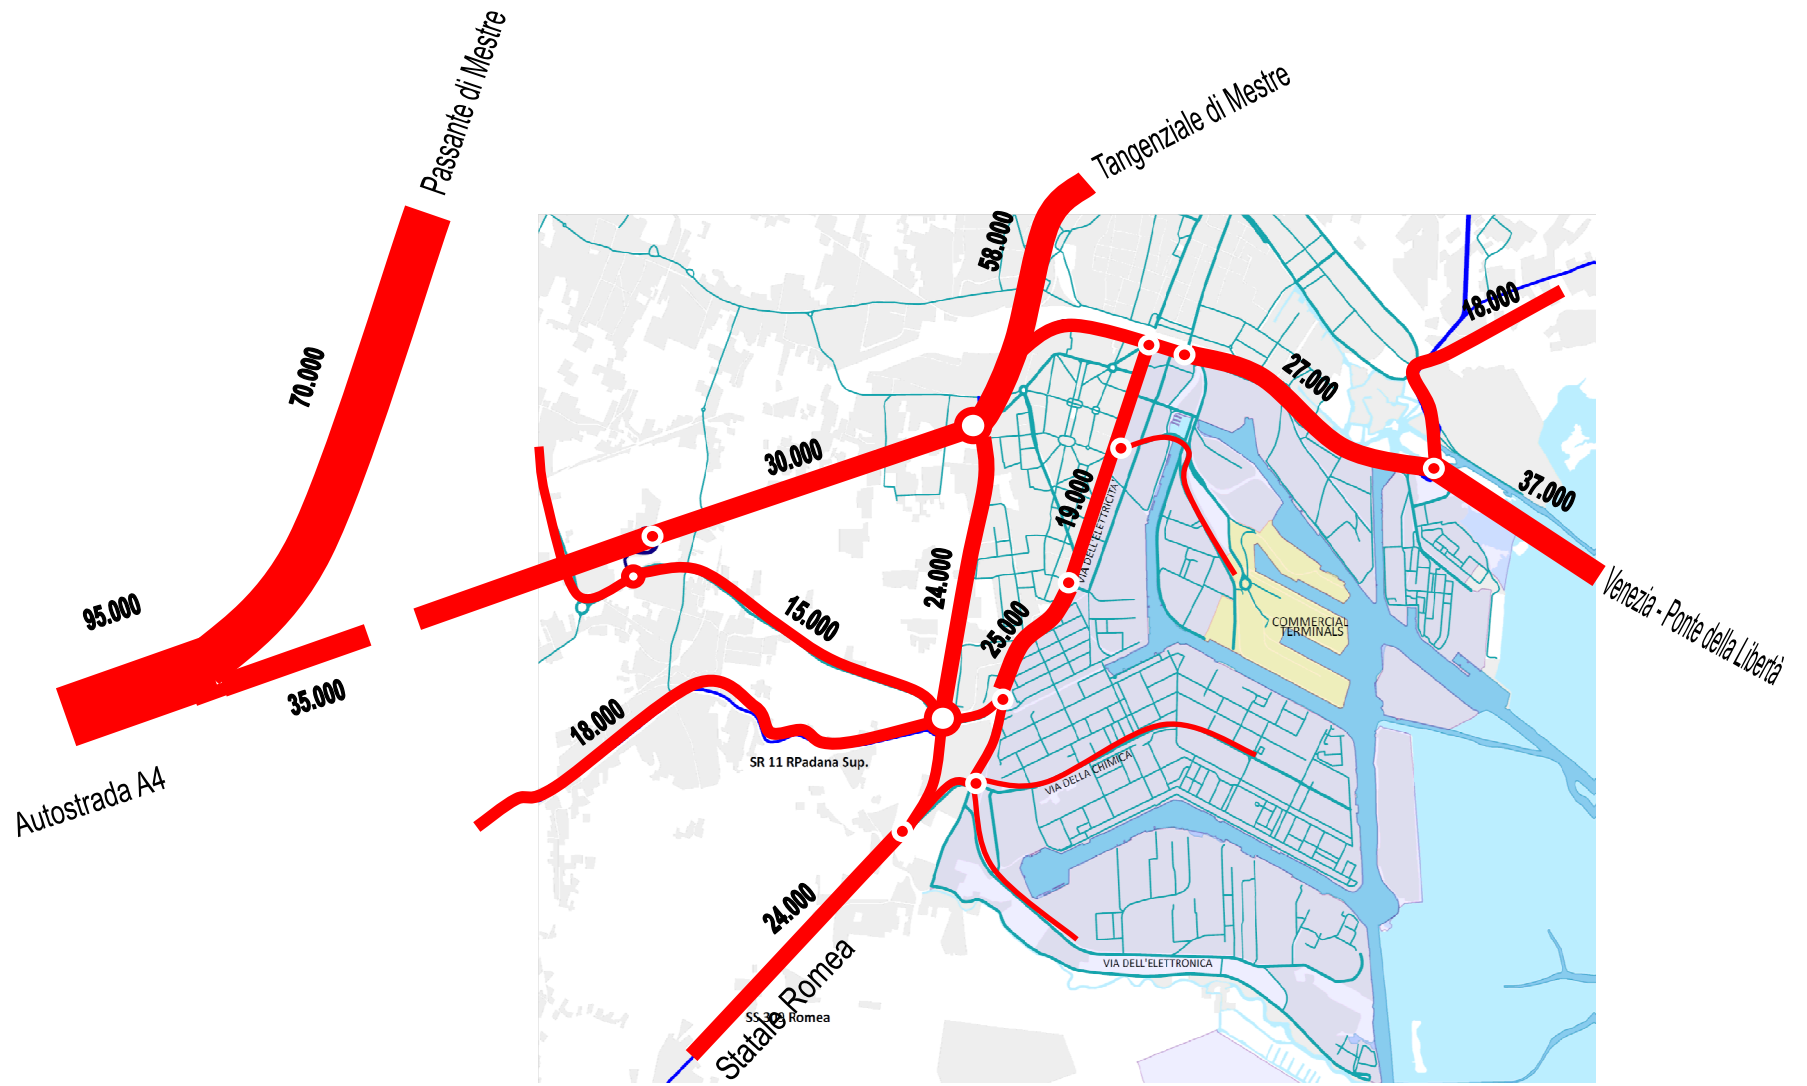 Passante di Mestre
Tangenziale di Mestre
58.000
18.000
70.000
27.000
30.000
19.000
VIA DELL'ELETTRICITA'
37.000
24.000
95.000
15.000
25.000
COMMERCIAL
TERMINALS
Venezia - Ponte della Libertà
35.000
18.000
SR 11 RPadana Sup.
VIA DELLA CHIMICA
Autostrada A4
24.000
VIA DELL'ELETTRONICA
Statale Romea
SS 309 Romea